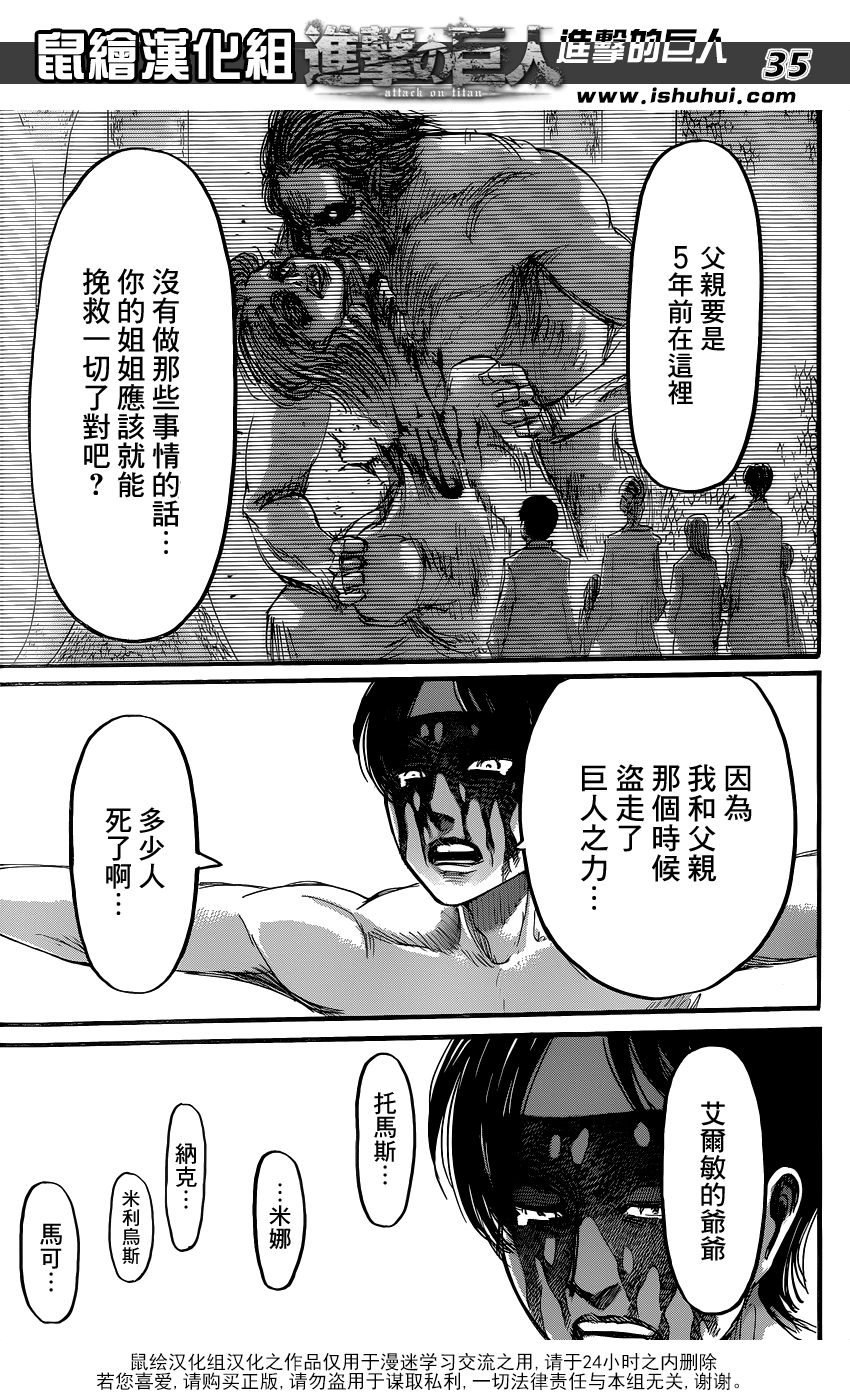 鼠繪漢化組
進撃の巨人
attack on titan
進擊的巨人
www.ishuhui.com
35
父親要是
5年前在這裡
沒有做那些事情的話…
你的姐姐應該就能
挽救一切了對吧？
因為
我和父親
那個時候
盜走了
巨人之力…
多少人
死了啊…
艾爾敏的爺爺
托馬斯…
…米娜
納克…
米利烏斯
馬可…
鼠绘汉化组汉化之作品仅用于漫迷学习交流之用,请于24小时之内删除
若您喜爱,请购买正版,请勿盗用于谋取私利,一切法律责任与本组无关,谢谢.